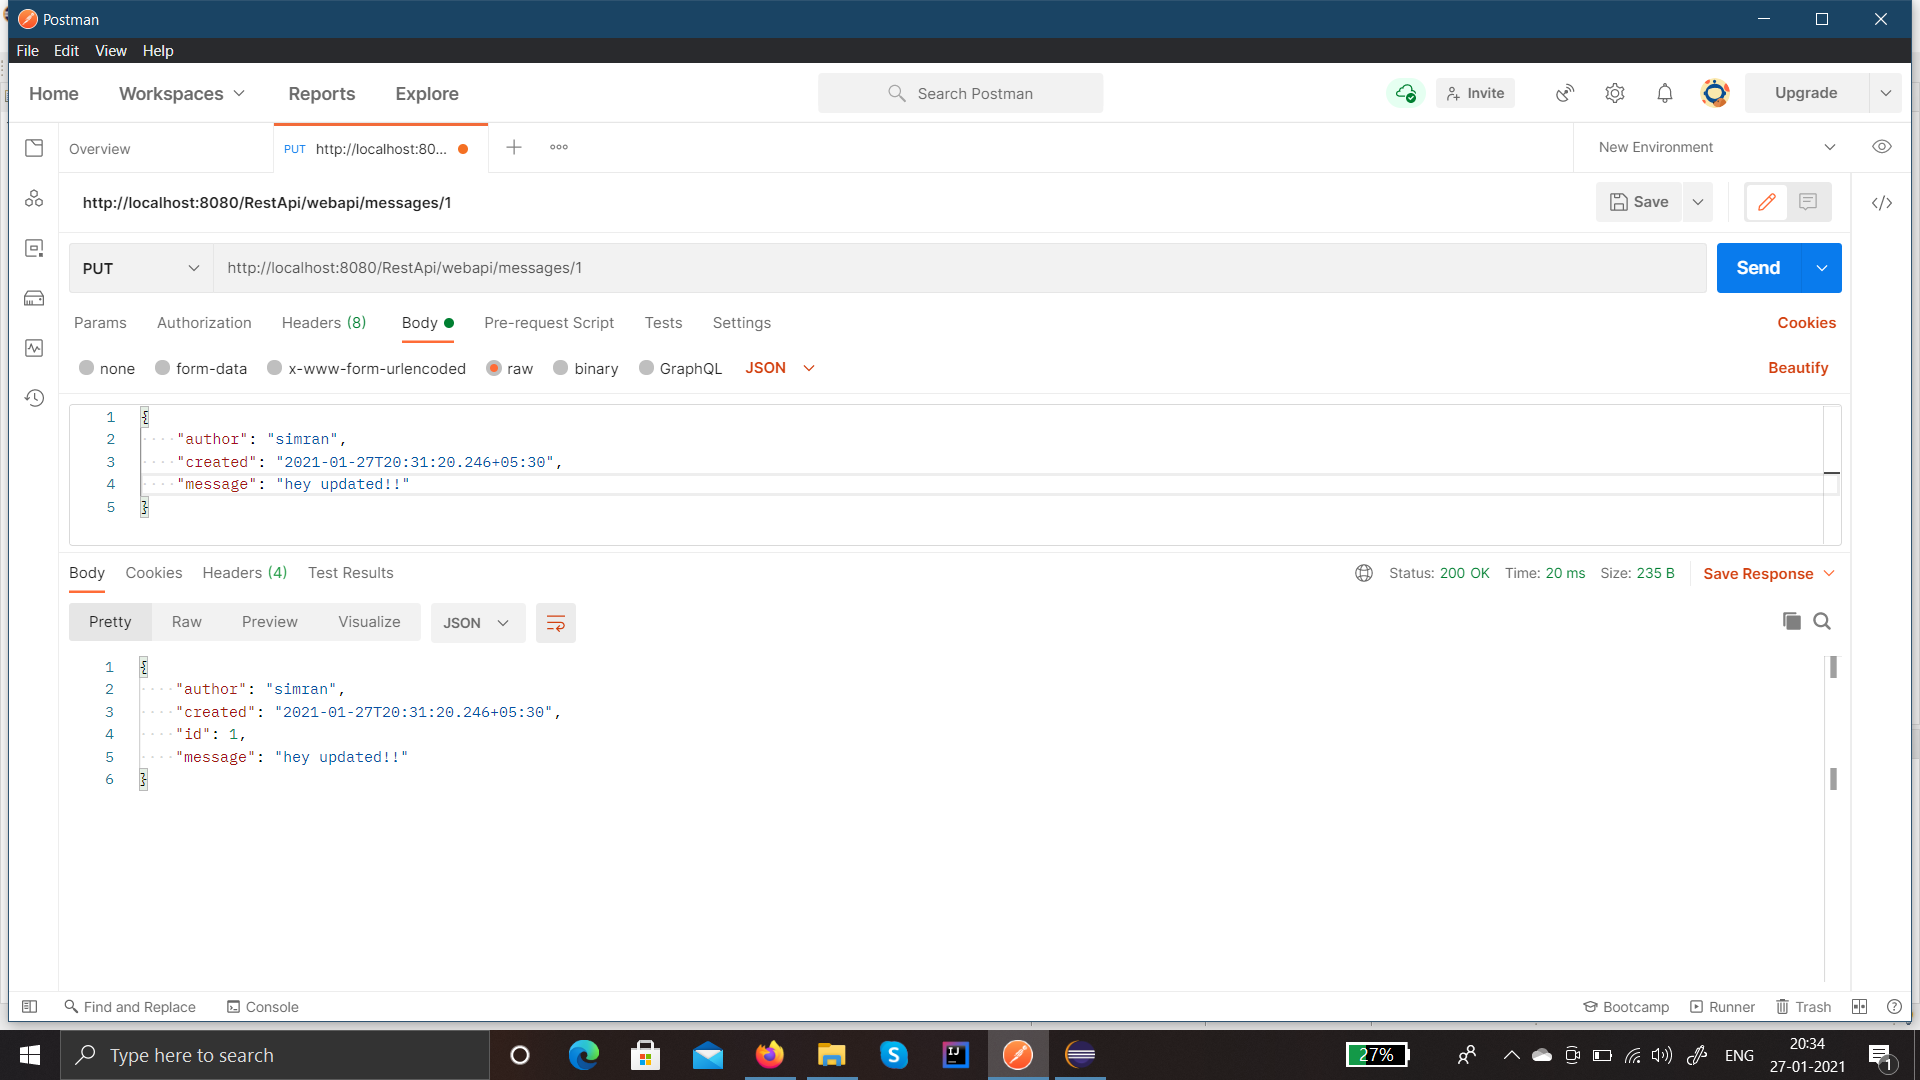 Postman
File Edit View Help
Home Workspaces Reports Explore Search Postman Invite Upgrade
Overview PUT http://localhost:80... New Environment
http://localhost:8080/RestApi/webapi/messages/1 Save
PUT http://localhost:8080/RestApi/webapi/messages/1 Send
Params Authorization Headers (8) Body Pre-request Script Tests Settings Cookies
none form-data x-www-form-urlencoded raw binary GraphQL JSON Beautify
1 {
2 "author": "simran",
3 "created": "2021-01-27T20:31:20.246+05:30",
4 "message": "hey updated!!"
5 }
Body Cookies Headers (4) Test Results Status: 200 OK Time: 20 ms Size: 235 B Save Response
Pretty Raw Preview Visualize JSON
1 {
2 "author": "simran",
3 "created": "2021-01-27T20:31:20.246+05:30",
4 "id": 1,
5 "message": "hey updated!!"
6 }
Find and Replace Console Bootcamp Runner Trash
Type here to search S IJ 27% ENG 20:34
27-01-2021 1